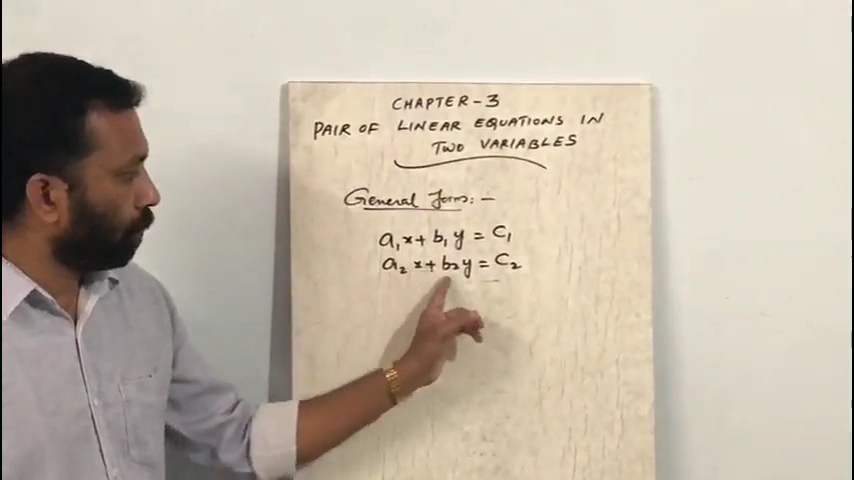 CHAPTER - 3
PAIR OF LINEAR EQUATIONS IN
TWO VARIABLES
General Form: -
a₁x + b₁y = C₁
a₂x + b₂y = C₂